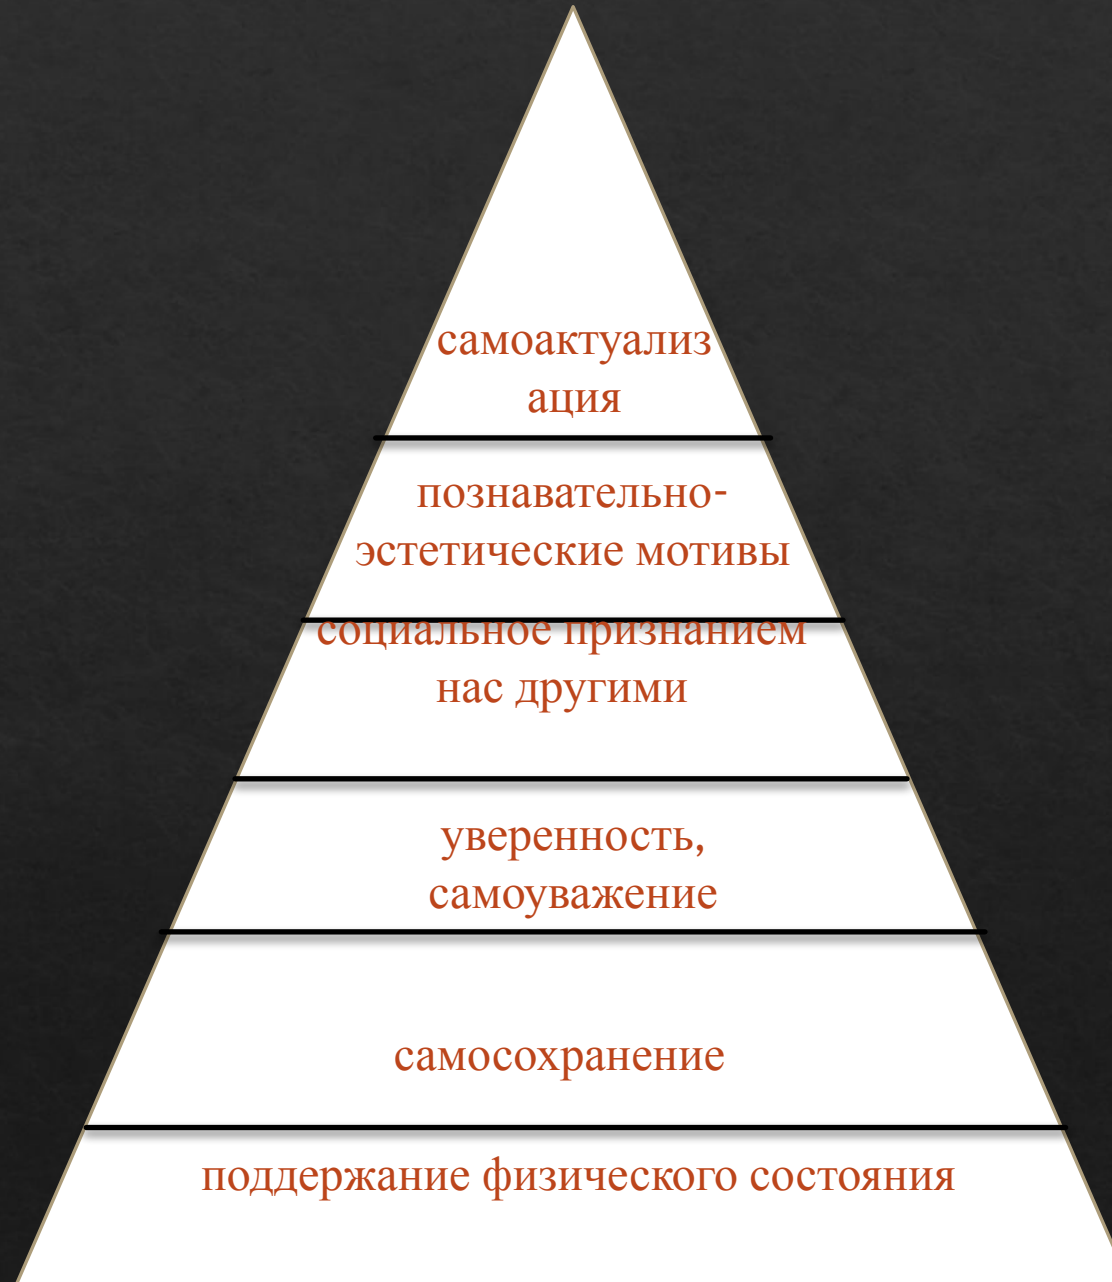 самоактуализ
ация
познавательно-
эстетические мотивы
социальное признанием
нас другими
уверенность,
самоуважение
самосохранение
поддержание физического состояния